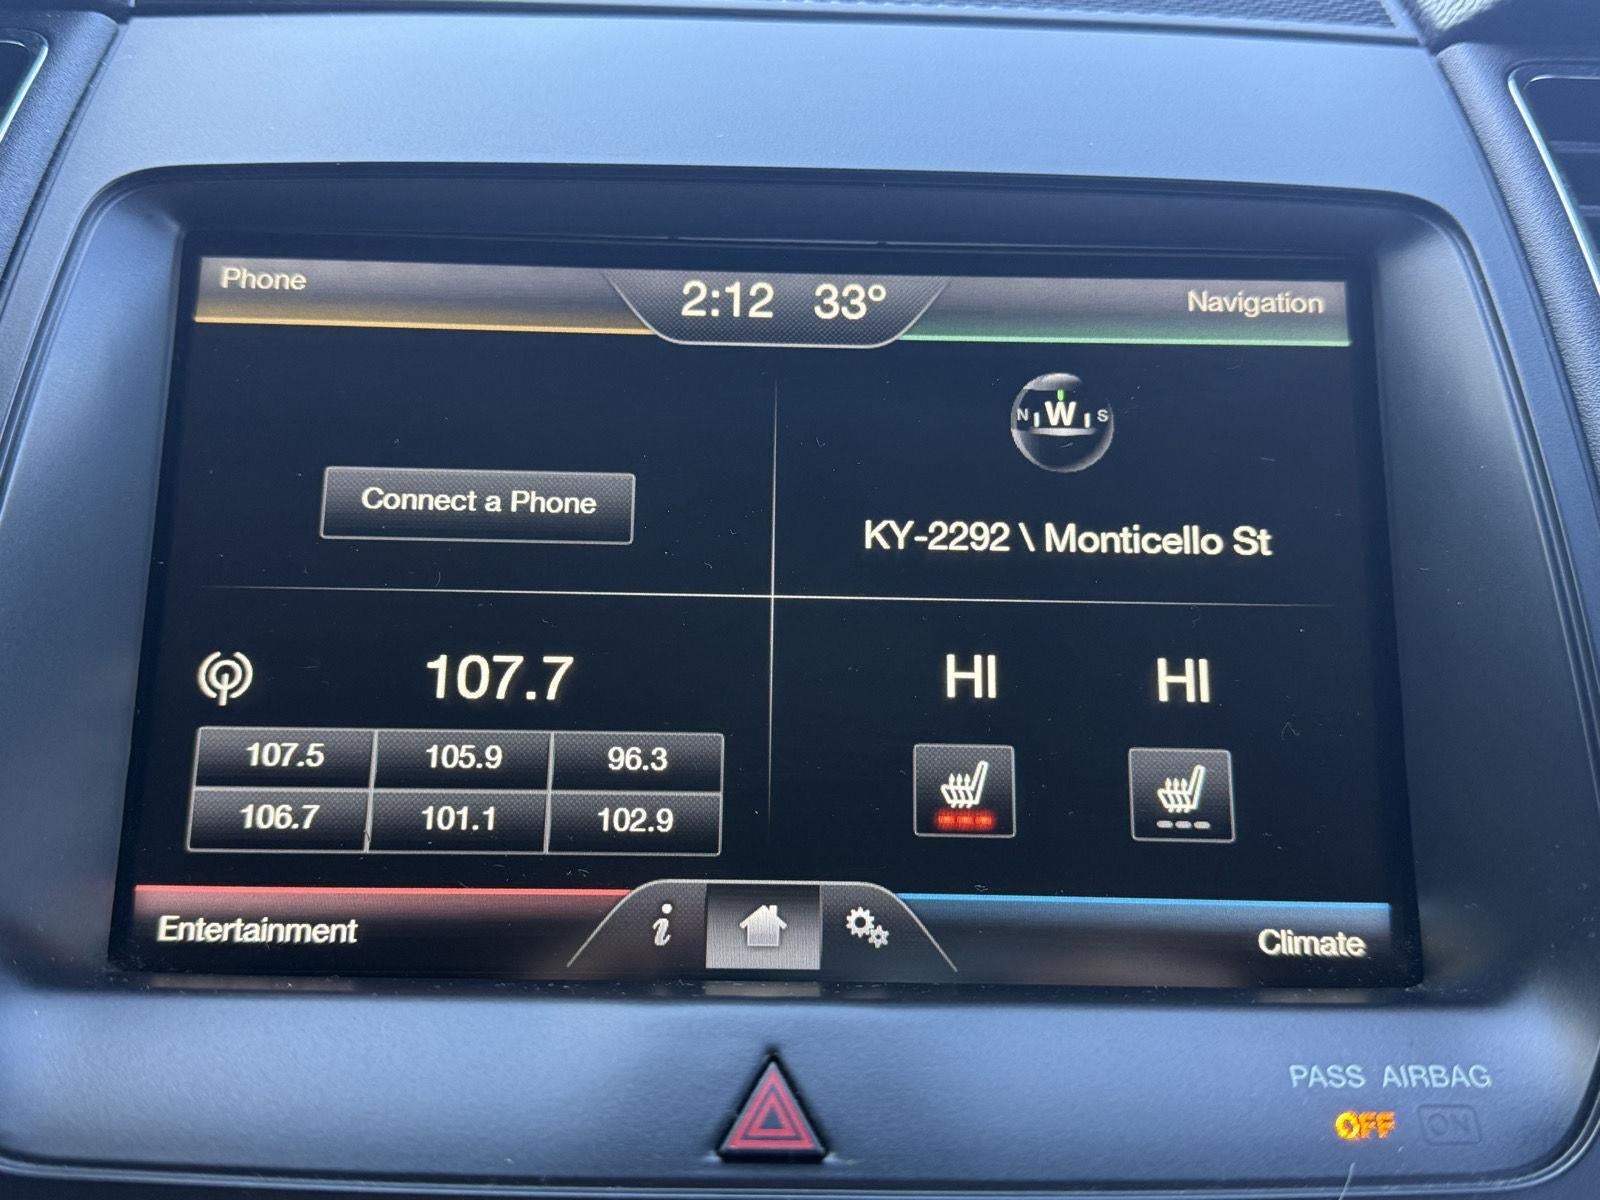 Phone
2:12 33°
Navigation
N W S
Connect a Phone
KY-2292 \ Monticello St
107.7
HI HI
107.5 105.9 96.3
106.7 101.1 102.9
Entertainment
i
Climate
PASS AIRBAG
OFF ON